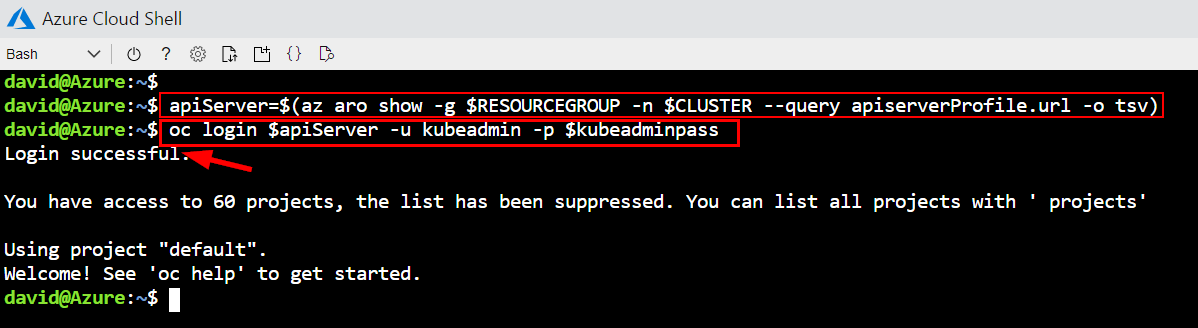 Azure Cloud Shell
Bash
david@Azure:~$
david@Azure:~$ apiServer=$(az aro show -g $RESOURCEGROUP -n $CLUSTER --query apiserverProfile.url -o tsv)
david@Azure:~$ oc login $apiServer -u kubeadmin -p $kubeadminpass
Login successful.
You have access to 60 projects, the list has been suppressed. You can list all projects with ' projects'
Using project "default".
Welcome! See 'oc help' to get started.
david@Azure:~$